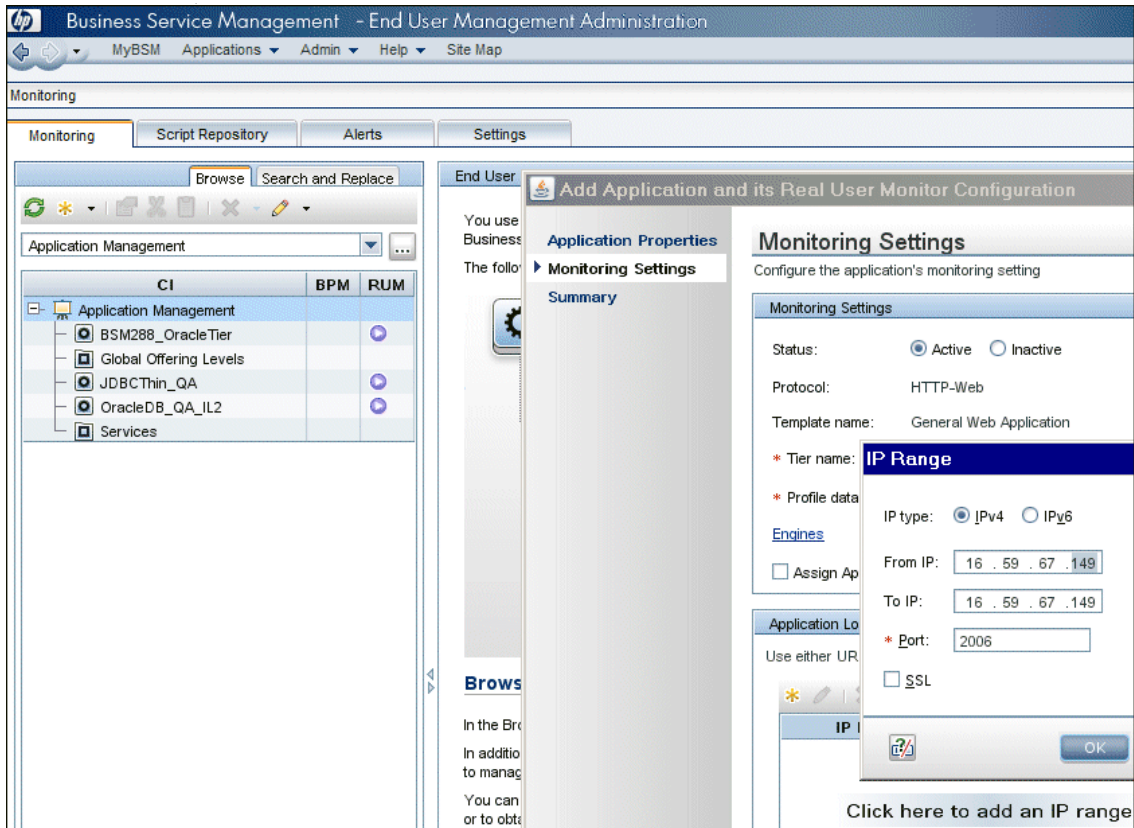 hp Business Service Management - End User Management Administration
MyBSM Applications Admin Help Site Map
Monitoring
Monitoring Script Repository Alerts Settings
Browse Search and Replace
Application Management ...
CI BPM RUM
Application Management
BSM288_OracleTier
Global Offering Levels
JDBCThin_QA
OracleDB_QA_IL2
Services
End User
You use
Business
The follo
Brows
In the Bro
In additio
to manag
You can
or to obta
Add Application and its Real User Monitor Configuration
Application Properties
Monitoring Settings
Summary
Monitoring Settings
Configure the application's monitoring setting
Monitoring Settings
Status: Active Inactive
Protocol: HTTP-Web
Template name: General Web Application
* Tier name:
* Profile data
Engines
Assign Ap
Application Lo
Use either UR
IP
Click here to add an IP range
IP Range
IP type: IPv4 IPv6
From IP: 16 . 59 . 67 .149
To IP: 16 . 59 . 67 .149
* Port: 2006
SSL
OK